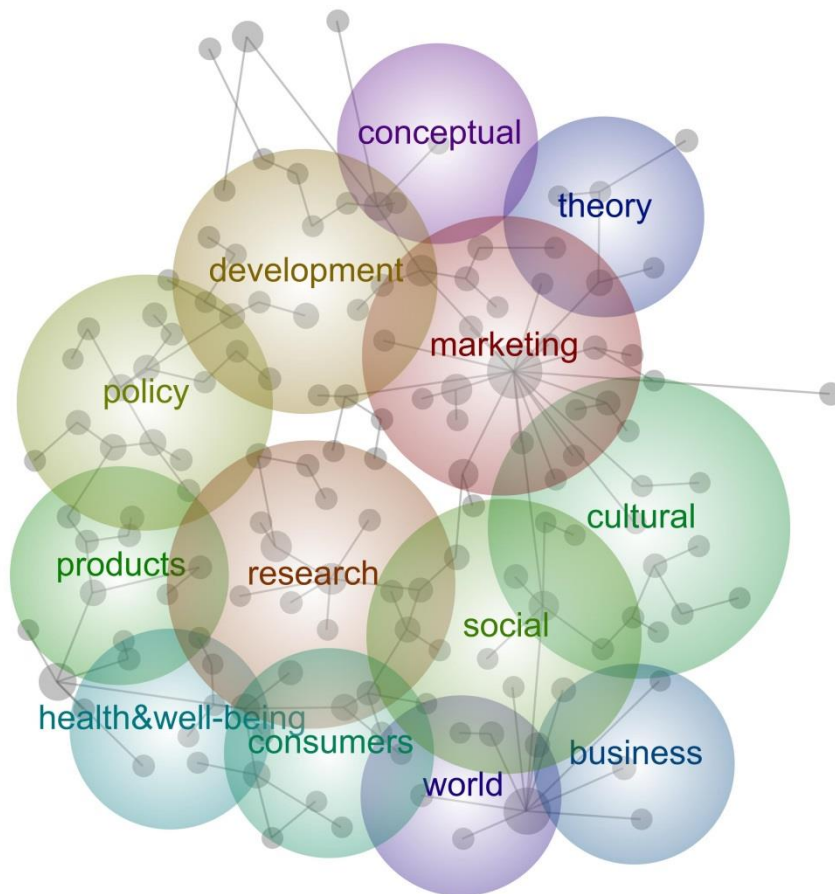 conceptual
theory
development
marketing
policy
cultural
products
research
social
health&well-being
consumers
business
world